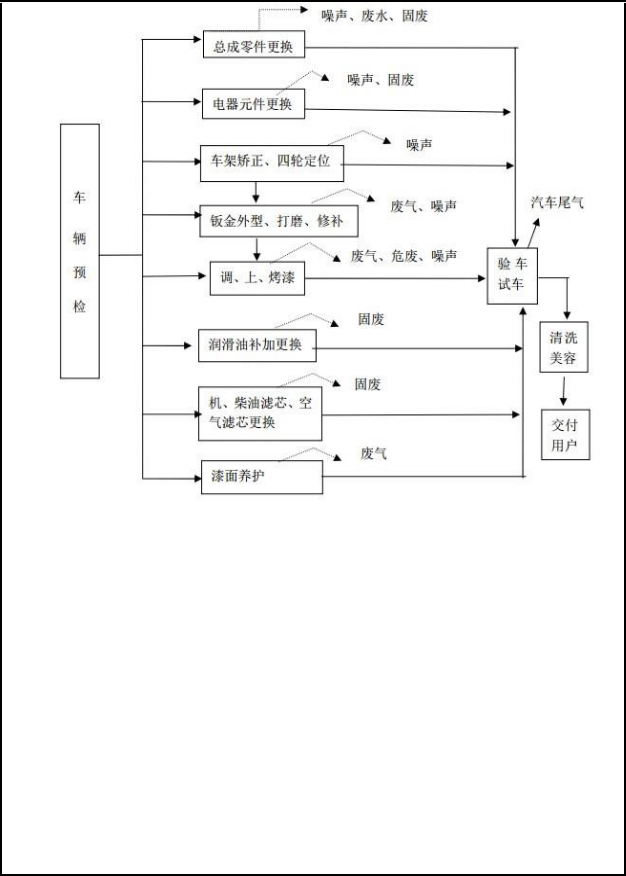 噪声、废水、固废
总成零件更换
噪声、固废
电器元件更换
噪声
车架矫正、四轮定位
废气、噪声
钣金外型、打磨、修补
汽车尾气
废气、危废、噪声
调、上、烤漆
车
辆
预
检
验 车
试车
固废
润滑油补加更换
清洗
美容
固废
机、柴油滤芯、空
气滤芯更换
交付
用户
废气
漆面养护